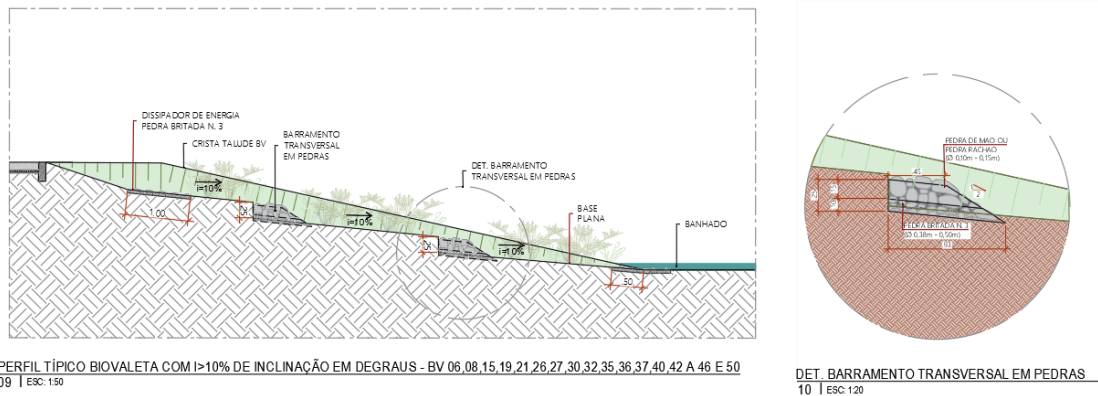 DISSIPADOR DE ENERGIA
PEDRA BRITADA N. 3
CRISTA TALUDE BV
BARRAMENTO
TRANSVERSAL
EM PEDRAS
DET. BARRAMENTO
TRANSVERSAL EM PEDRAS
BASE
PLANA
BANHADO
i=10%
i=10%
i=10%
1.00
.25
.25
.50
PERFIL TÍPICO BIOVALETA COM I>10% DE INCLINAÇÃO EM DEGRAUS - BV 06,08,15,19,21,26,27,30,32,35,36,37,40,42 A 46 E 50
09 ESC: 1:50
PEDRA DE MAO OU
PEDRA RACHAO
(Ø 0,10m - 0,15m)
.45
PEDRA BRITADA N. 3
(Ø 0,38m - 0,50m)
DET. BARRAMENTO TRANSVERSAL EM PEDRAS
10 ESC: 1:20